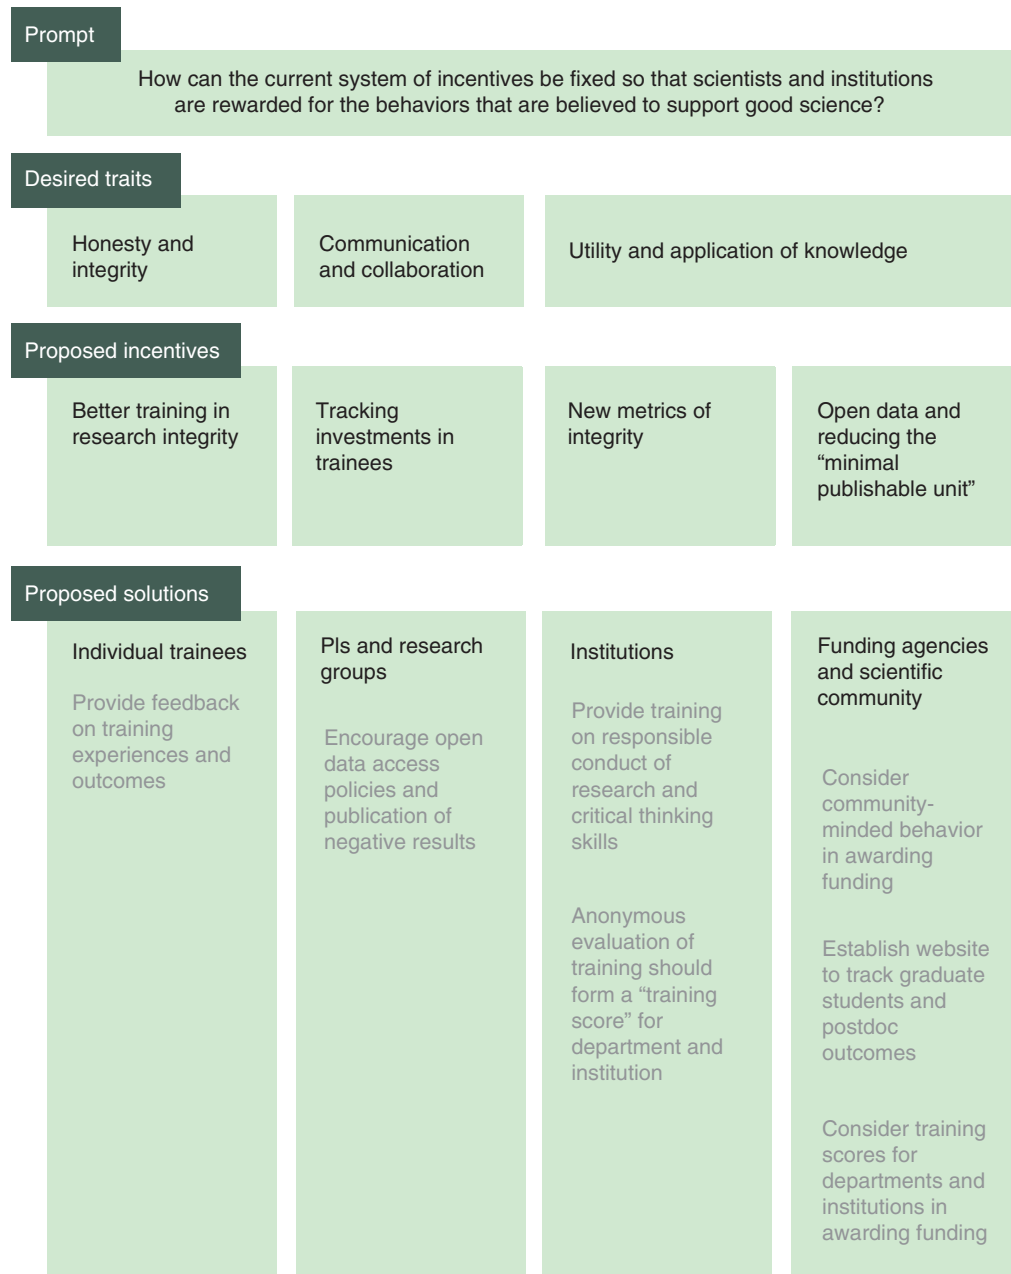 Prompt
How can the current system of incentives be fixed so that scientists and institutions
are rewarded for the behaviors that are believed to support good science?
Desired traits
Honesty and
integrity
Communication
and collaboration
Utility and application of knowledge
Proposed incentives
Better training in
research integrity
Tracking
investments in
trainees
New metrics of
integrity
Open data and
reducing the
“minimal
publishable unit”
Proposed solutions
Individual trainees
Provide feedback
on training
experiences and
outcomes
PIs and research
groups
Encourage open
data access
policies and
publication of
negative results
Institutions
Provide training
on responsible
conduct of
research and
critical thinking
skills
Anonymous
evaluation of
training should
form a “training
score” for
department and
institution
Funding agencies
and scientific
community
Consider
community-
minded behavior
in awarding
funding
Establish website
to track graduate
students and
postdoc
outcomes
Consider training
scores for
departments and
institutions in
awarding funding